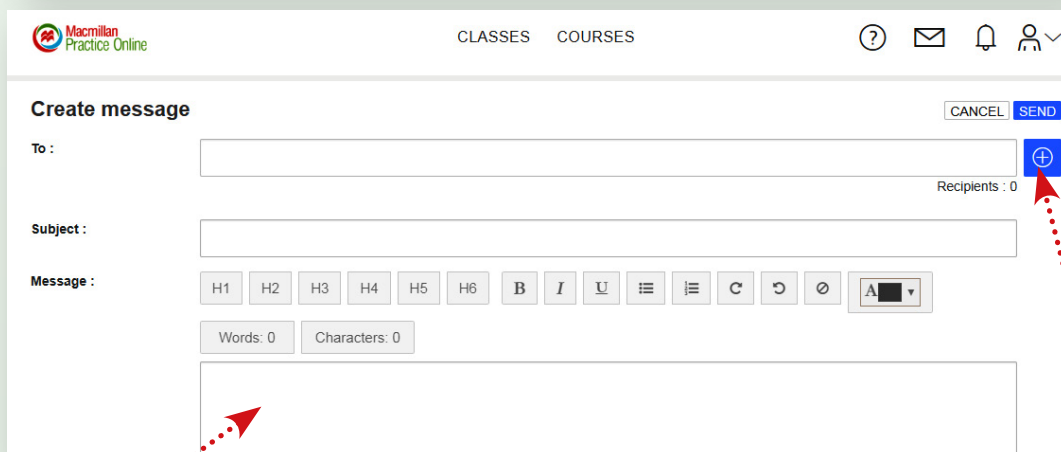 Macmillan
Practice Online
CLASSES COURSES
?
Create message
CANCEL SEND
To :
Recipients : 0
Subject :
Message :
H1 H2 H3 H4 H5 H6 B I U A
Words: 0 Characters: 0